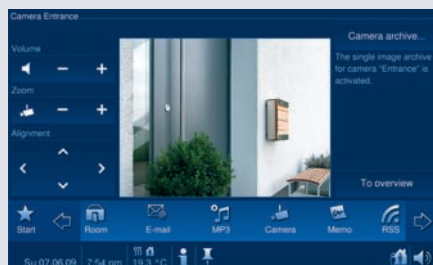 Camera Entrance
Volume
Zoom
Alignment
Camera archive...
The single image archive
for camera "Entrance" is
activated.
To overview
Start
Room
E-mail
MP3
Camera
Memo
RSS
Su 07.06.09 7:54 pm 19.3 °C